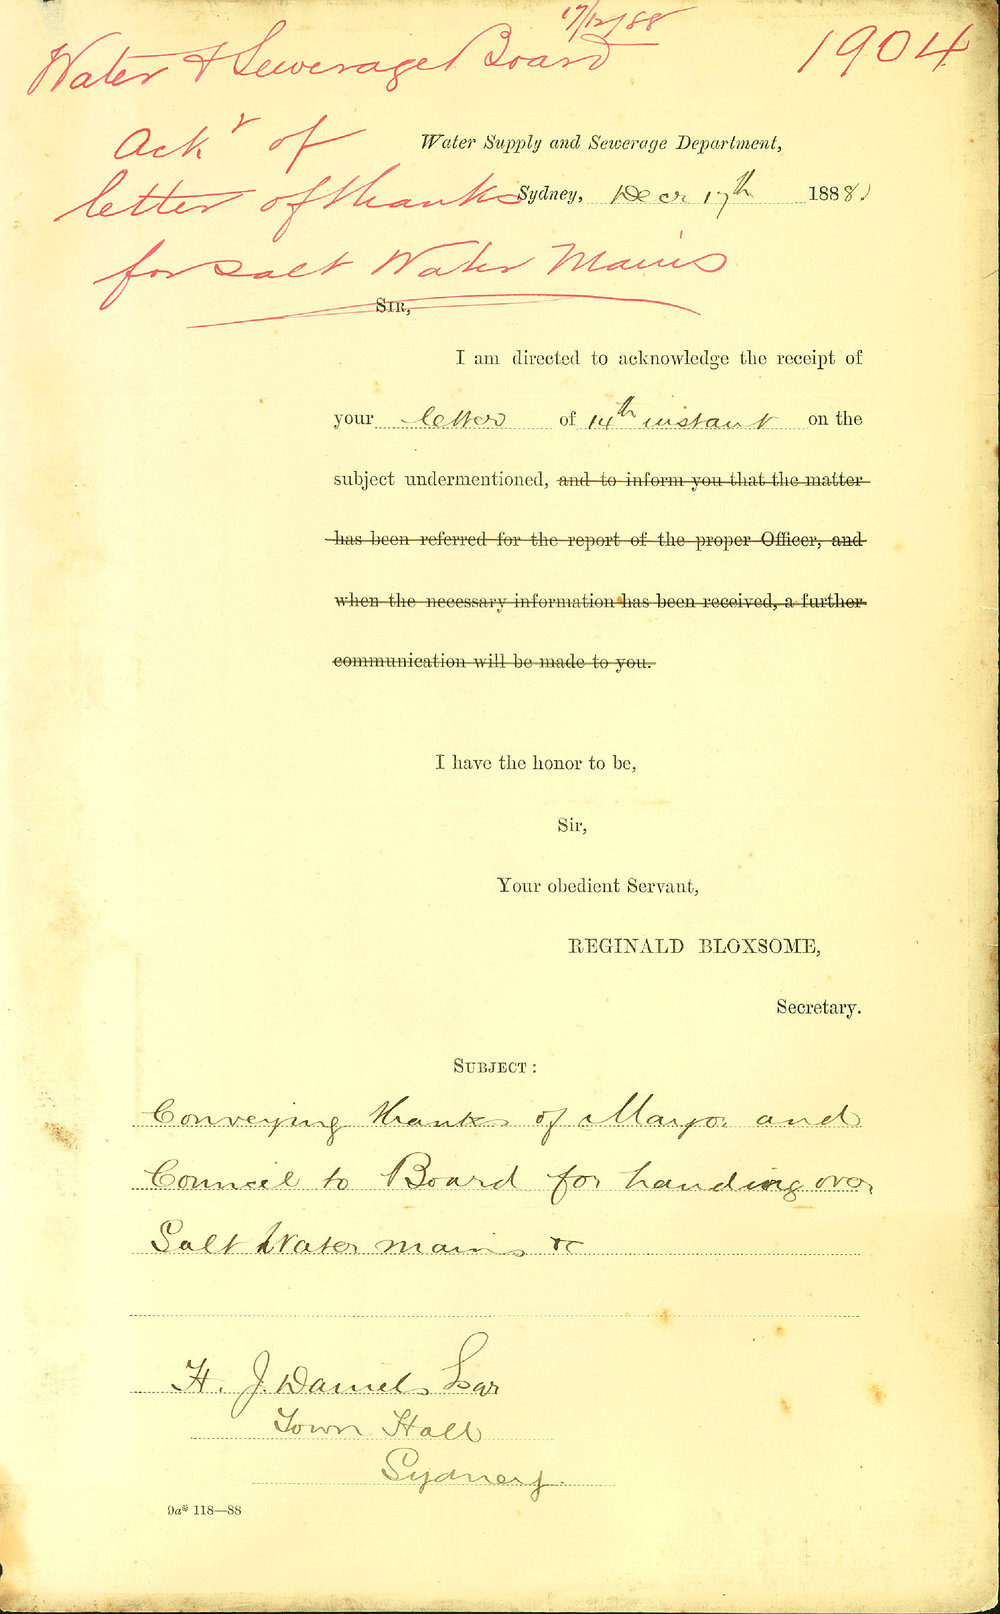 17/12/88
Water & Sewerage Board
1904
Ackr of
letter of thanks
for Salt Water Mains
Water Supply and Sewerage Department,
Sydney, Decr 17th 1888
SIR,
I am directed to acknowledge the receipt of
your letter of 14th instant on the
subject undermentioned, and to inform you that the matter
has been referred for the report of the proper Officer, and
when the necessary information has been received, a further
communication will be made to you.
I have the honor to be,
Sir,
Your obedient Servant,
REGINALD BLOXSOME,
Secretary.
SUBJECT:
Conveying thanks of Mayor and
Council to Board for handing over
Salt Water mains &c
H. J. Daniels Esqr
Town Hall
Sydney.
9a* 118—88